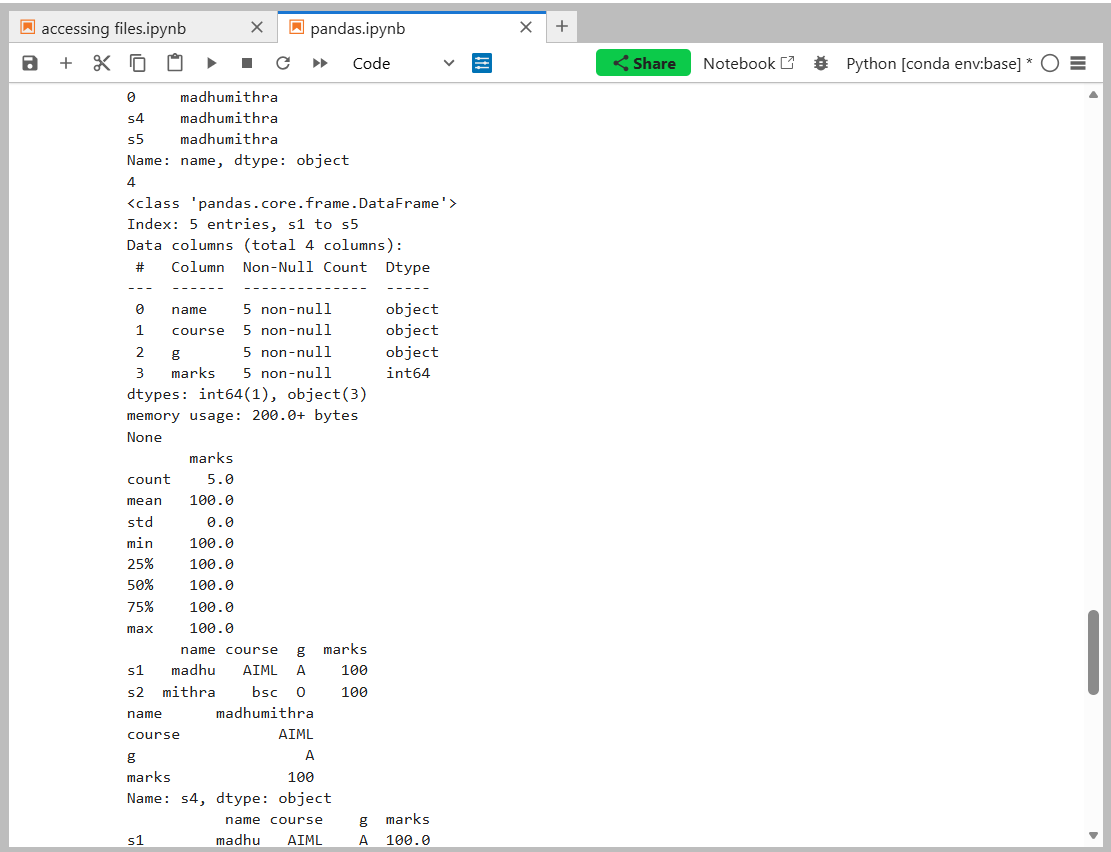 accessing files.ipynb
pandas.ipynb
Code
Share
Notebook
Python [conda env:base] *
0     madhumithra
s4    madhumithra
s5    madhumithra
Name: name, dtype: object
4
<class 'pandas.core.frame.DataFrame'>
Index: 5 entries, s1 to s5
Data columns (total 4 columns):
 #   Column  Non-Null Count  Dtype
---  ------  --------------  -----
 0   name    5 non-null      object
 1   course  5 non-null      object
 2   g       5 non-null      object
 3   marks   5 non-null      int64
dtypes: int64(1), object(3)
memory usage: 200.0+ bytes
None
       marks
count    5.0
mean   100.0
std      0.0
min    100.0
25%    100.0
50%    100.0
75%    100.0
max    100.0
      name course  g  marks
s1   madhu   AIML  A    100
s2  mithra    bsc  O    100
name      madhumithra
course           AIML
g                   A
marks             100
Name: s4, dtype: object
           name course    g  marks
s1        madhu   AIML    A  100.0